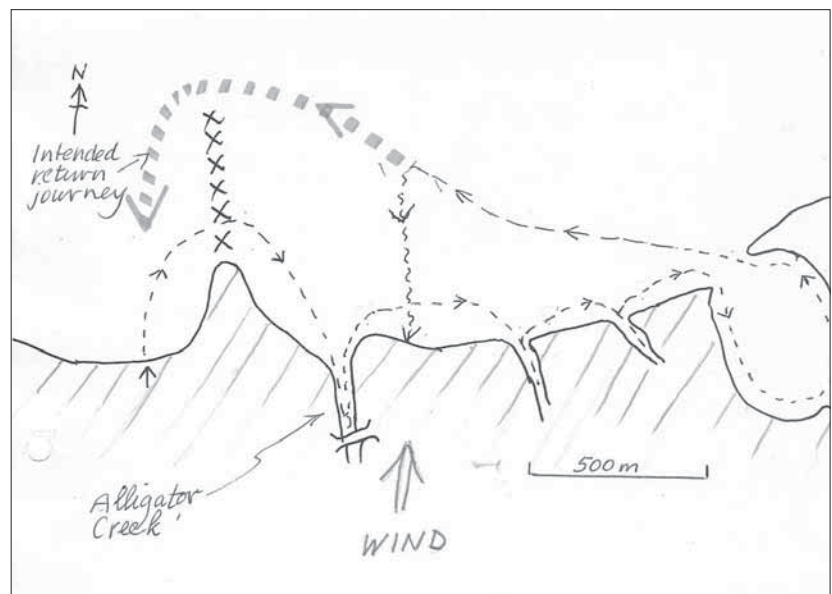 N
Intended
return
journey
Alligator
Creek
WIND
500m